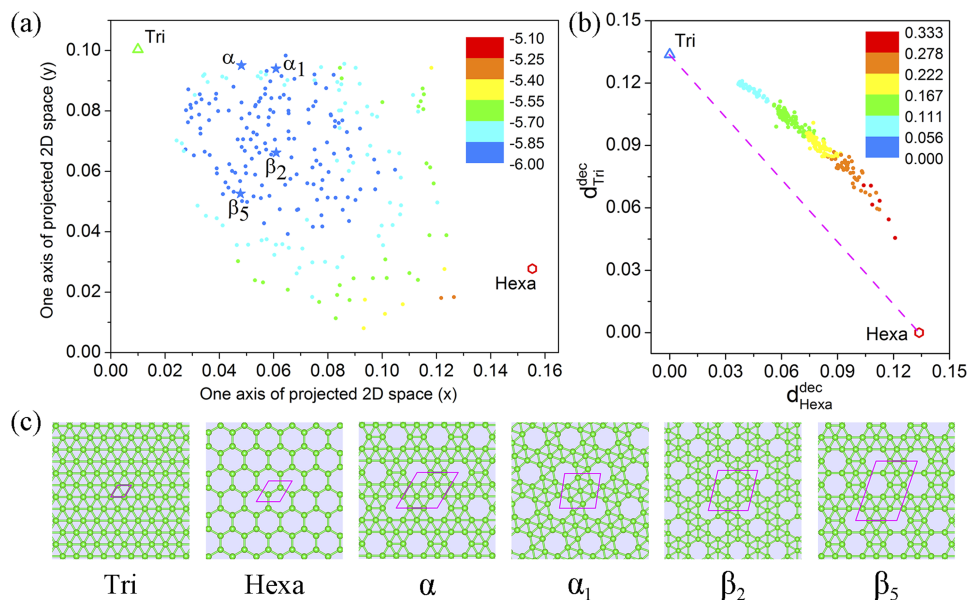 (a)
0.10
0.08
0.06
0.04
0.02
0.00
One axis of projected 2D space (y)
Tri
α
α1
β2
β5
Hexa
-5.10
-5.25
-5.40
-5.55
-5.70
-5.85
-6.00
0.00 0.02 0.04 0.06 0.08 0.10 0.12 0.14 0.16
One axis of projected 2D space (x)
(b)
0.15
0.12
0.09
0.06
0.03
0.00
d Tri dec
Tri
Hexa
0.333
0.278
0.222
0.167
0.111
0.056
0.000
0.00 0.03 0.06 0.09 0.12 0.15
d Hexa dec
(c)
Tri Hexa α α1 β2 β5